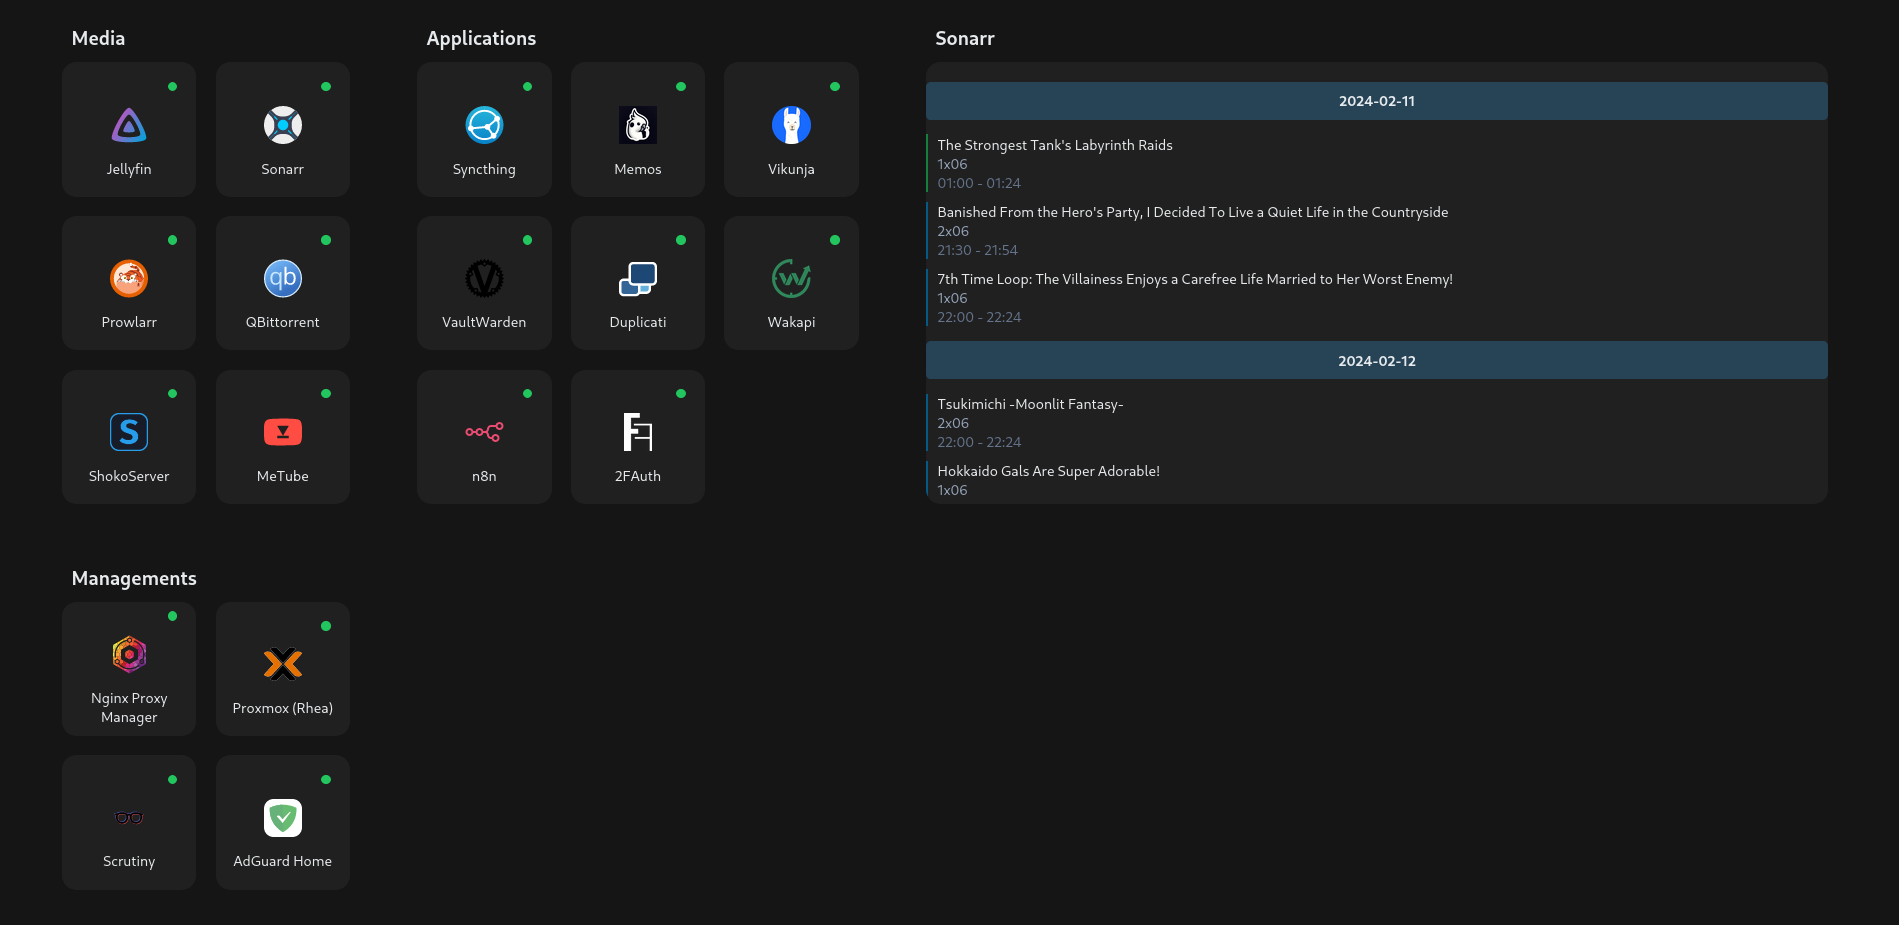 Media
Jellyfin
Sonarr
Prowlarr
qb
QBittorrent
S
ShokoServer
MeTube
Applications
Syncthing
Memos
Vikunja
V
VaultWarden
Duplicati
W
Wakapi
n8n
2FAuth
Sonarr
2024-02-11
The Strongest Tank's Labyrinth Raids
1x06
01:00 - 01:24
Banished From the Hero's Party, I Decided To Live a Quiet Life in the Countryside
2x06
21:30 - 21:54
7th Time Loop: The Villainess Enjoys a Carefree Life Married to Her Worst Enemy!
1x06
22:00 - 22:24
2024-02-12
Tsukimichi -Moonlit Fantasy-
2x06
22:00 - 22:24
Hokkaido Gals Are Super Adorable!
1x06
Managements
Nginx Proxy
Manager
Proxmox (Rhea)
Scrutiny
AdGuard Home